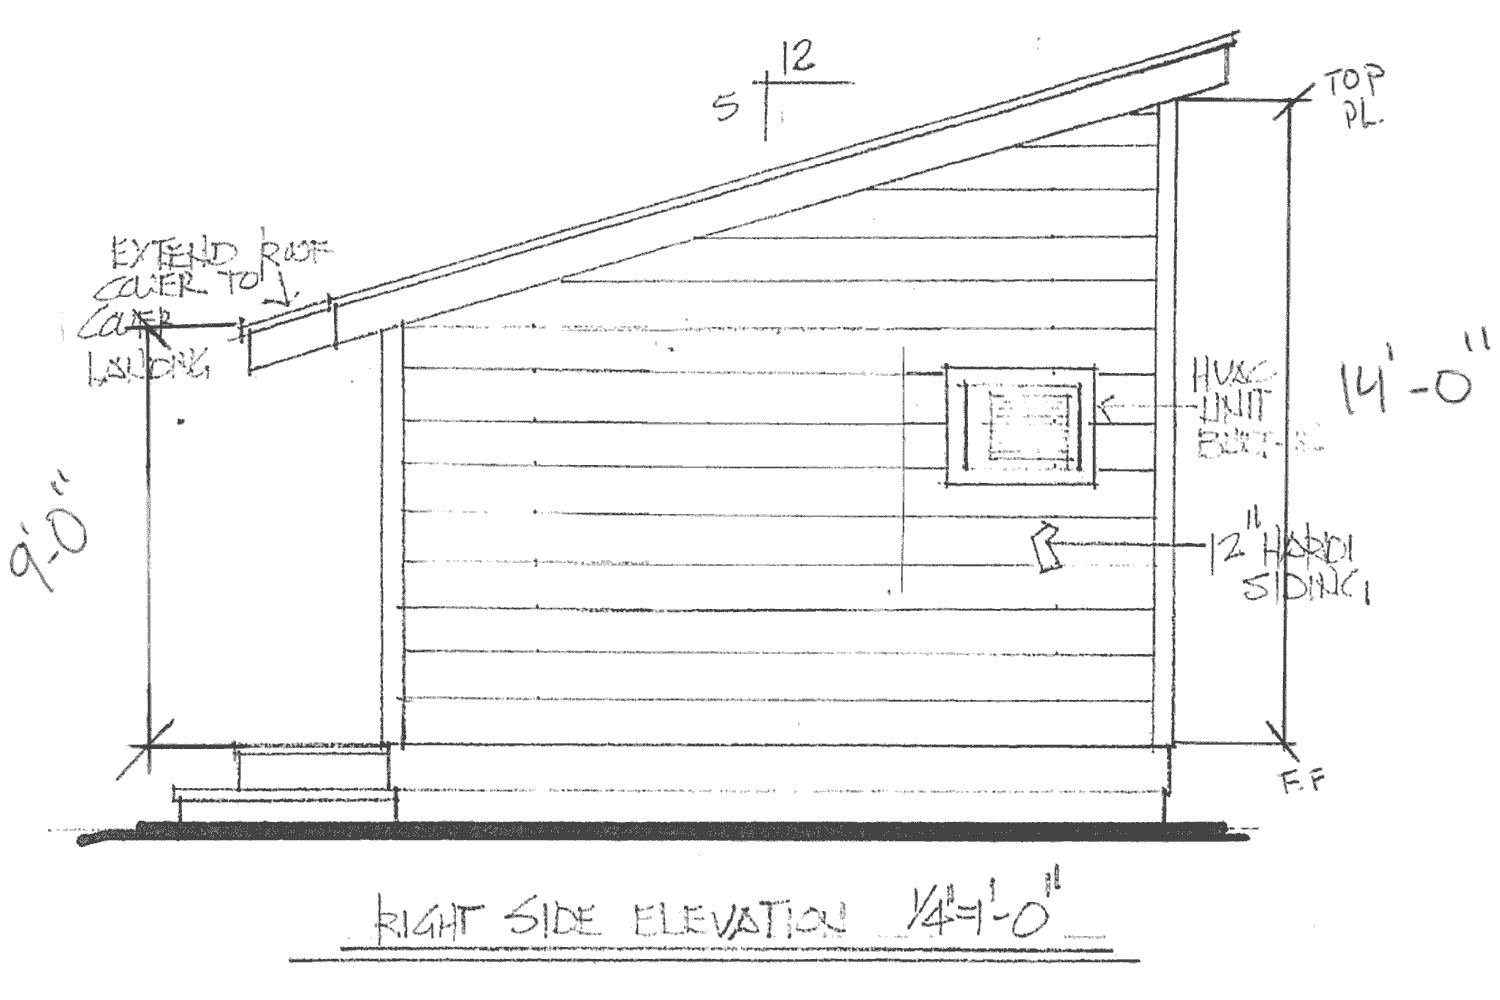 12
5
TOP
PL.
EXTEND ROOF
COVER TO
COVER
LANDING
HVAC
UNIT
14'-0"
9'-0"
12" HARDI
SIDING
F.F
RIGHT SIDE ELEVATION 1/4"=1'-0"